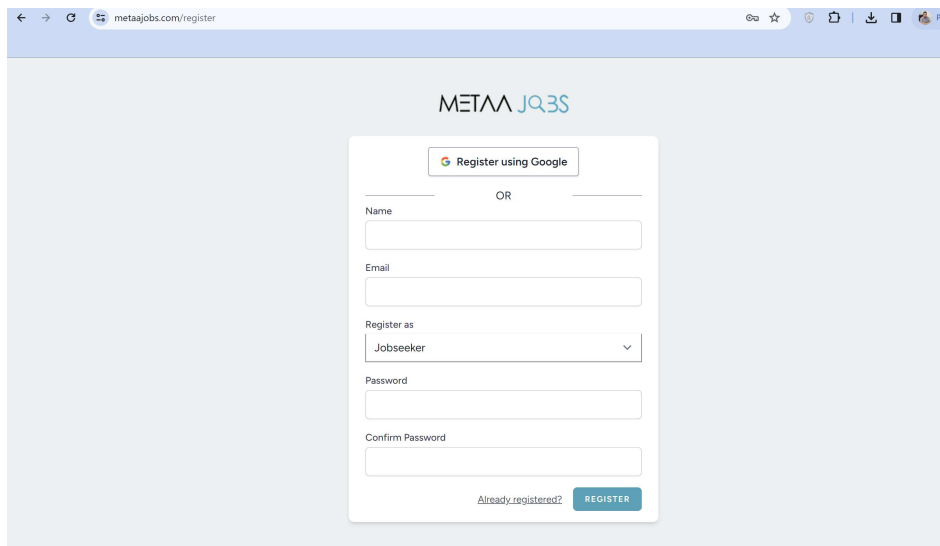 metaajobs.com/register
METAA JOBS
Register using Google
OR
Name
Email
Register as
Jobseeker
Password
Confirm Password
Already registered? REGISTER